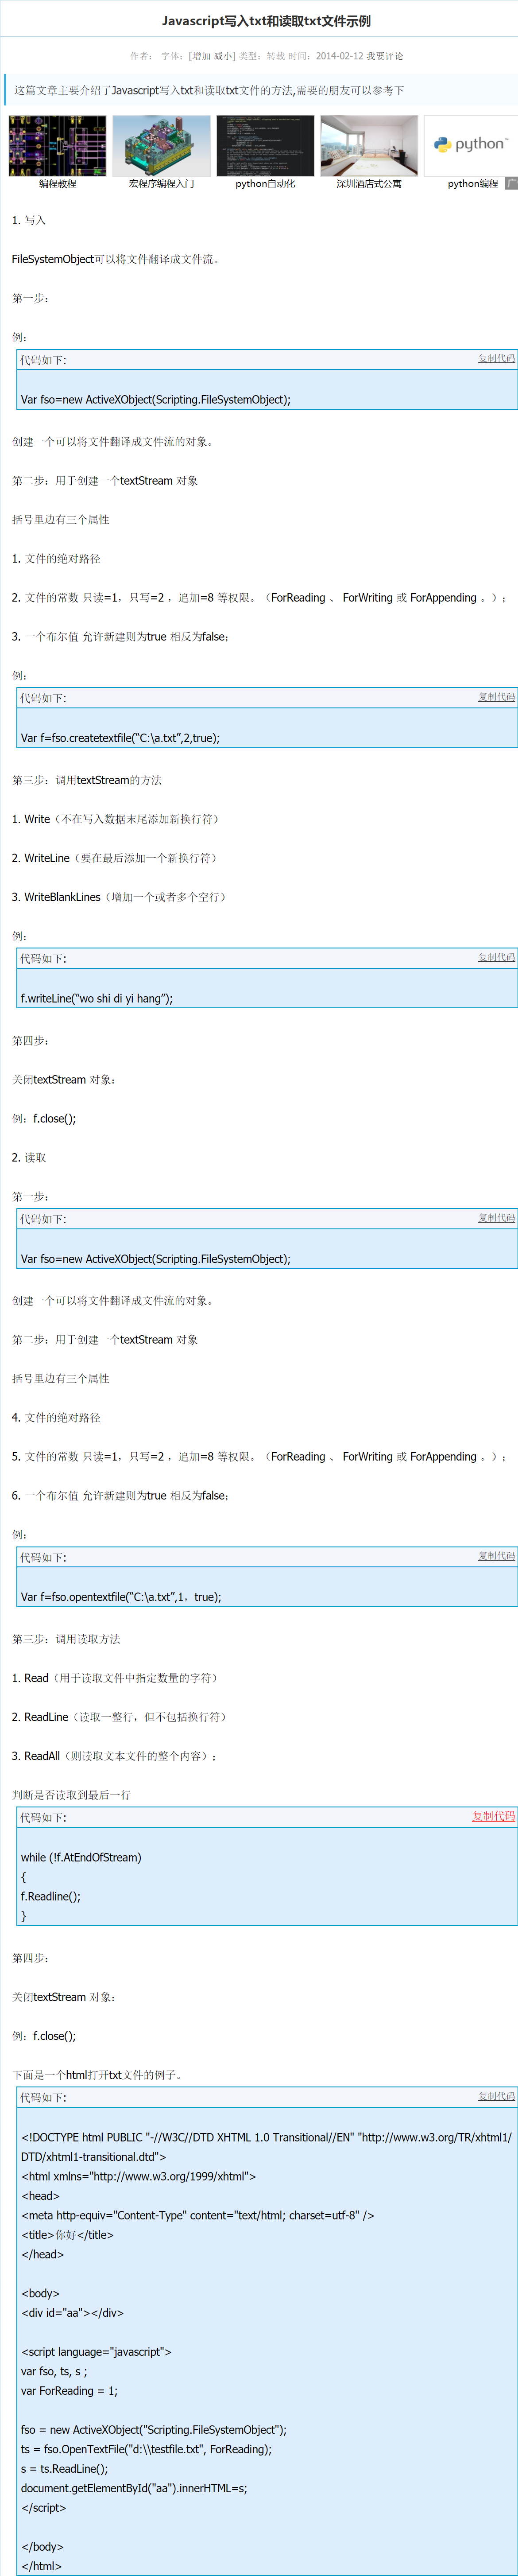 Javascript写入txt和读取txt文件示例
作者： 字体：[增加 减小] 类型：转载 时间：2014-02-12 我要评论
这篇文章主要介绍了Javascript写入txt和读取txt文件的方法,需要的朋友可以参考下
编程教程 宏程序编程入门 python自动化 深圳酒店式公寓 python编程 广
python
1. 写入
FileSystemObject可以将文件翻译成文件流。
第一步：
例：
代码如下: 复制代码
Var fso=new ActiveXObject(Scripting.FileSystemObject);
创建一个可以将文件翻译成文件流的对象。
第二步：用于创建一个textStream 对象
括号里边有三个属性
1. 文件的绝对路径
2. 文件的常数 只读=1，只写=2 ，追加=8 等权限。（ForReading 、 ForWriting 或 ForAppending 。）；
3. 一个布尔值 允许新建则为true 相反为false；
例：
代码如下: 复制代码
Var f=fso.createtextfile(“C:\a.txt”,2,true);
第三步：调用textStream的方法
1. Write（不在写入数据末尾添加新换行符）
2. WriteLine（要在最后添加一个新换行符）
3. WriteBlankLines（增加一个或者多个空行）
例：
代码如下: 复制代码
f.writeLine(“wo shi di yi hang”);
第四步：
关闭textStream 对象：
例：f.close();
2. 读取
第一步：
代码如下: 复制代码
Var fso=new ActiveXObject(Scripting.FileSystemObject);
创建一个可以将文件翻译成文件流的对象。
第二步：用于创建一个textStream 对象
括号里边有三个属性
4. 文件的绝对路径
5. 文件的常数 只读=1，只写=2 ，追加=8 等权限。（ForReading 、 ForWriting 或 ForAppending 。）；
6. 一个布尔值 允许新建则为true 相反为false；
例：
代码如下: 复制代码
Var f=fso.opentextfile(“C:\a.txt”,1，true);
第三步：调用读取方法
1. Read（用于读取文件中指定数量的字符）
2. ReadLine（读取一整行，但不包括换行符）
3. ReadAll（则读取文本文件的整个内容）；
判断是否读取到最后一行
代码如下: 复制代码
while (!f.AtEndOfStream)
{
f.Readline();
}
第四步：
关闭textStream 对象：
例：f.close();
下面是一个html打开txt文件的例子。
代码如下: 复制代码
<!DOCTYPE html PUBLIC "-//W3C//DTD XHTML 1.0 Transitional//EN" "http://www.w3.org/TR/xhtml1/
DTD/xhtml1-transitional.dtd">
<html xmlns="http://www.w3.org/1999/xhtml">
<head>
<meta http-equiv="Content-Type" content="text/html; charset=utf-8" />
<title>你好</title>
</head>
<body>
<div id="aa"></div>
<script language="javascript">
var fso, ts, s ;
var ForReading = 1;
fso = new ActiveXObject("Scripting.FileSystemObject");
ts = fso.OpenTextFile("d:\\testfile.txt", ForReading);
s = ts.ReadLine();
document.getElementById("aa").innerHTML=s;
</script>
</body>
</html>